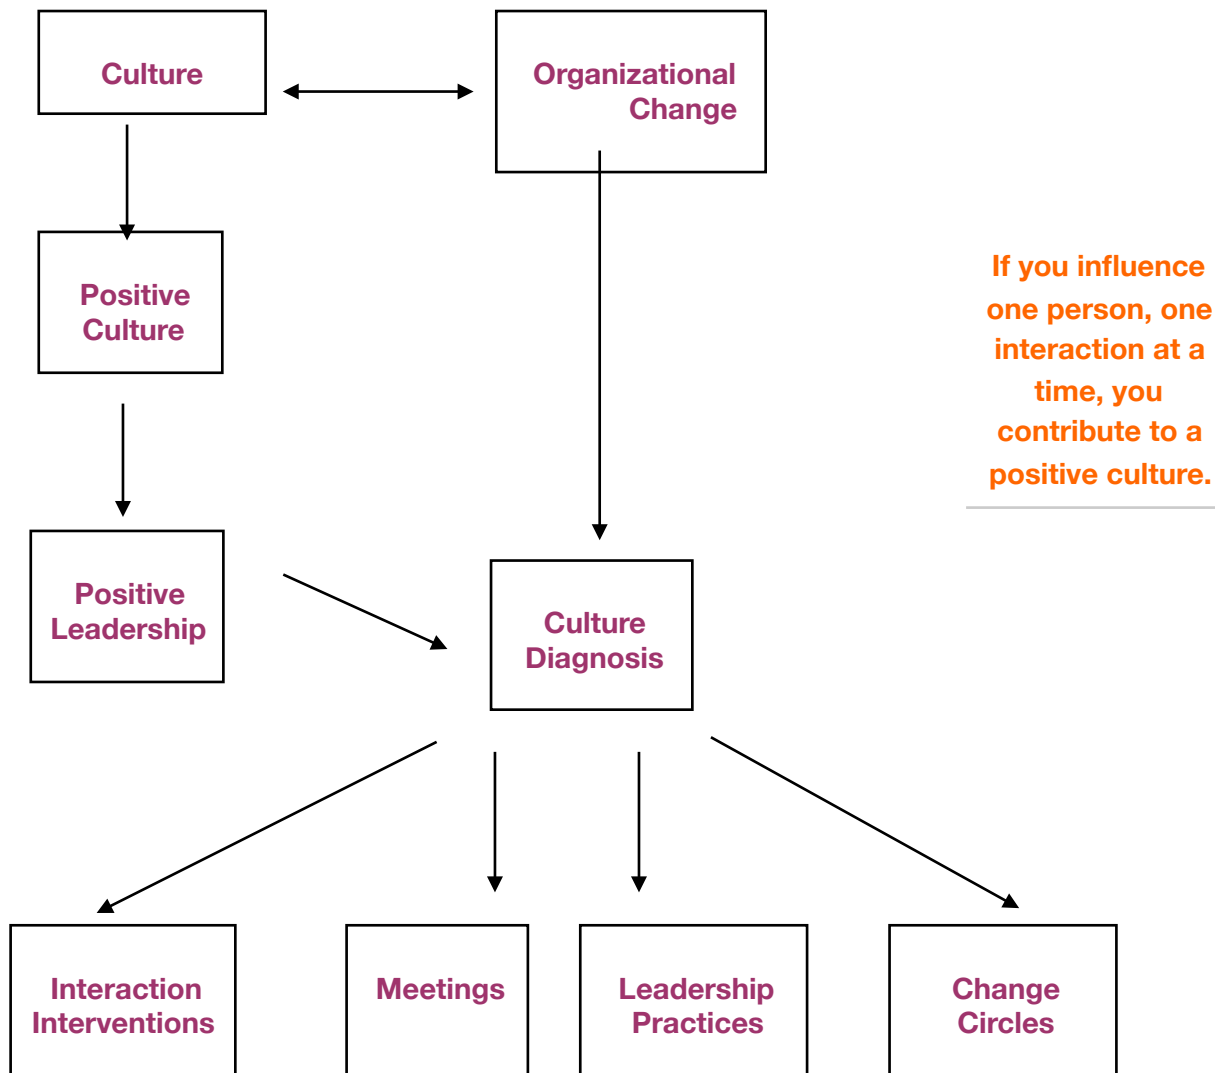 Culture
Organizational
Change
Positive
Culture
If you influence
one person, one
interaction at a
time, you
contribute to a
positive culture.
Positive
Leadership
Culture
Diagnosis
Interaction
Interventions
Meetings
Leadership
Practices
Change
Circles